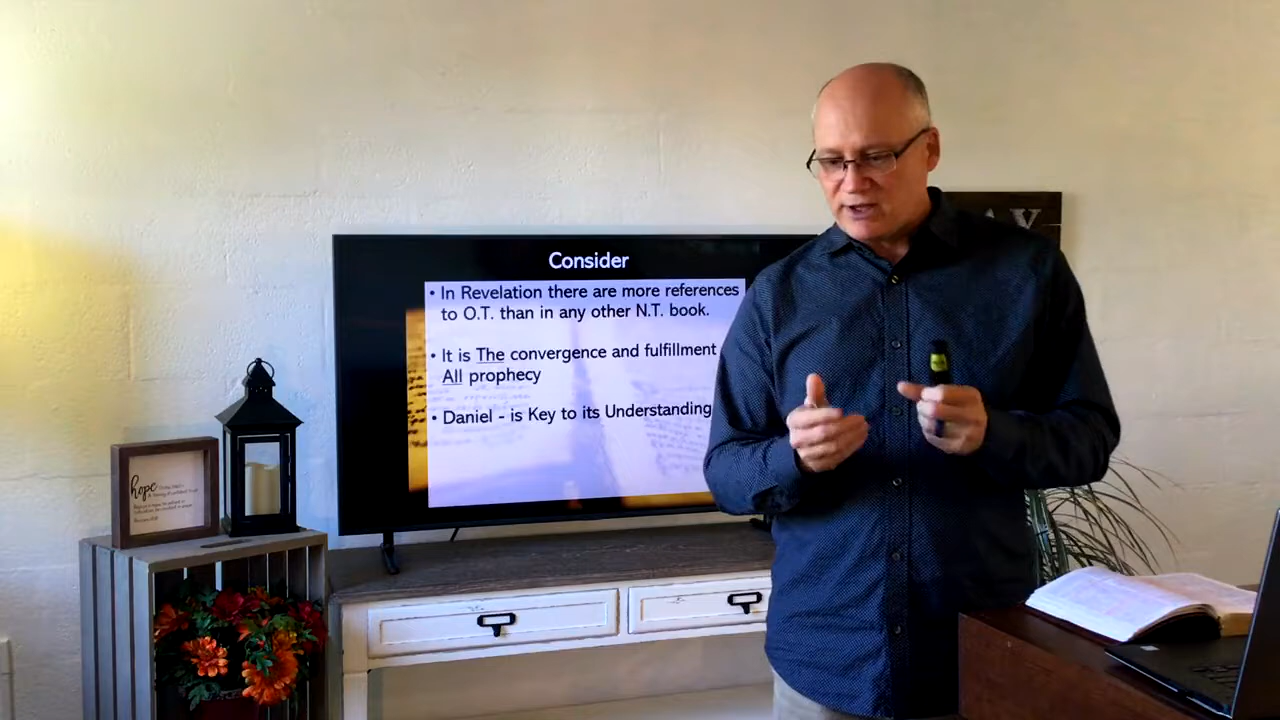 Consider
• In Revelation there are more references
to O.T. than in any other N.T. book.
• It is The convergence and fulfillment
All prophecy
• Daniel - is Key to its Understanding
hope